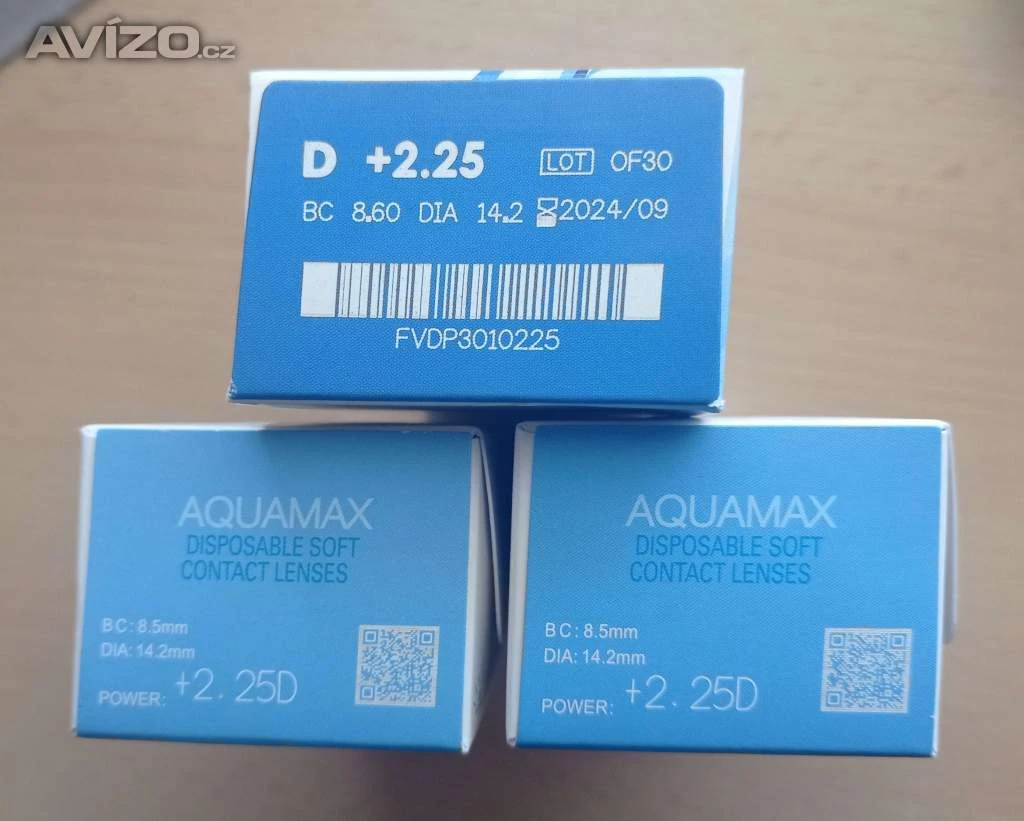 AVÍZO.cz
D +2.25 LOT OF30
BC 8.60 DIA 14.2 2024/09
FVDP3010225
AQUAMAX
DISPOSABLE SOFT
CONTACT LENSES
BC: 8.5mm
DIA: 14.2mm
POWER: +2.25D
AQUAMAX
DISPOSABLE SOFT
CONTACT LENSES
BC: 8.5mm
DIA: 14.2mm
POWER: +2.25D